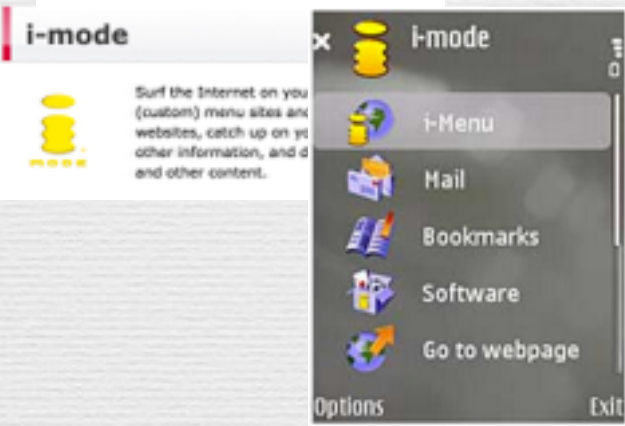 i-mode
Surf the Internet on you
(custom) menu sites and
websites, catch up on yo
other information, and d
and other content.
MODE
i-mode
i-Menu
Mail
Bookmarks
Software
Go to webpage
Options
Exit